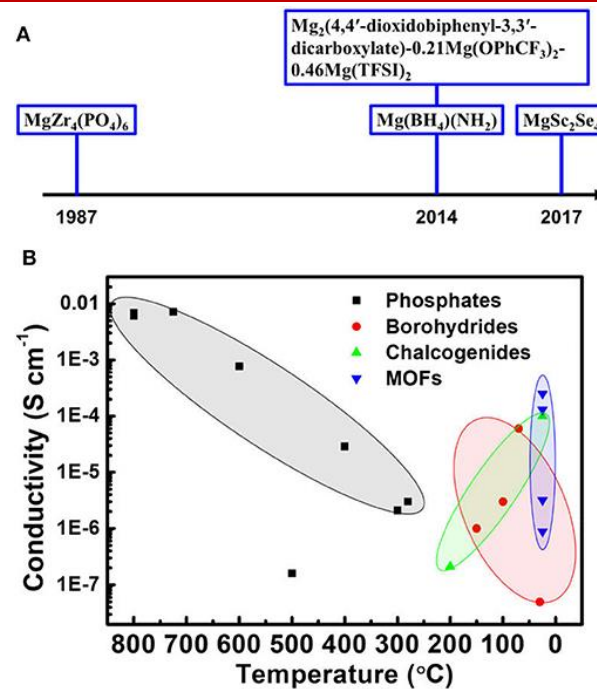 A
Mg₂(4,4′-dioxidobiphenyl-3,3′-
dicarboxylate)-0.21Mg(OPhCF₃)₂-
0.46Mg(TFSI)₂
MgZr₄(PO₄)₆
Mg(BH₄)(NH₂)
MgSc₂Se₄
1987
2014
2017
B
0.01
1E-3
1E-4
1E-5
1E-6
1E-7
Conductivity (S cm⁻¹)
Phosphates
Borohydrides
Chalcogenides
MOFs
800 700 600 500 400 300 200 100 0
Temperature (°C)